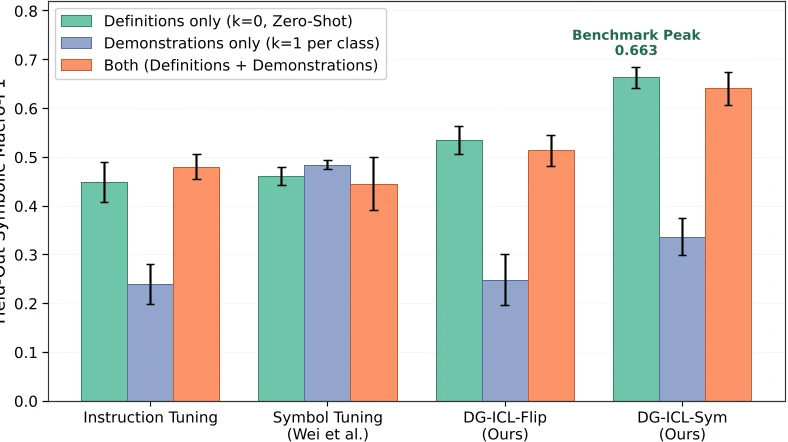 Definitions only (k=0, Zero-Shot)
Demonstrations only (k=1 per class)
Both (Definitions + Demonstrations)
Benchmark Peak
0.663
0.8
0.7
0.6
0.5
0.4
0.3
0.2
0.1
0.0
Held-Out Symbolic Macro-F1
Instruction Tuning
Symbol Tuning
(Wei et al.)
DG-ICL-Flip
(Ours)
DG-ICL-Sym
(Ours)